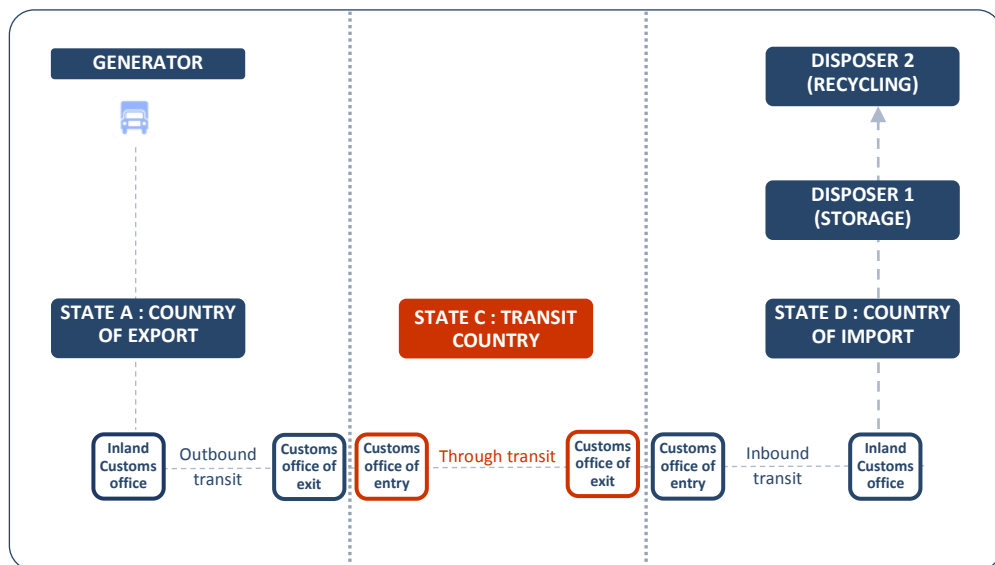 GENERATOR
DISPOSER 2
(RECYCLING)
DISPOSER 1
(STORAGE)
STATE A : COUNTRY
OF EXPORT
STATE C : TRANSIT
COUNTRY
STATE D : COUNTRY
OF IMPORT
Inland
Customs
office
Outbound
transit
Customs
office of
exit
Customs
office of
entry
Through transit
Customs
office of
exit
Customs
office of
entry
Inbound
transit
Inland
Customs
office